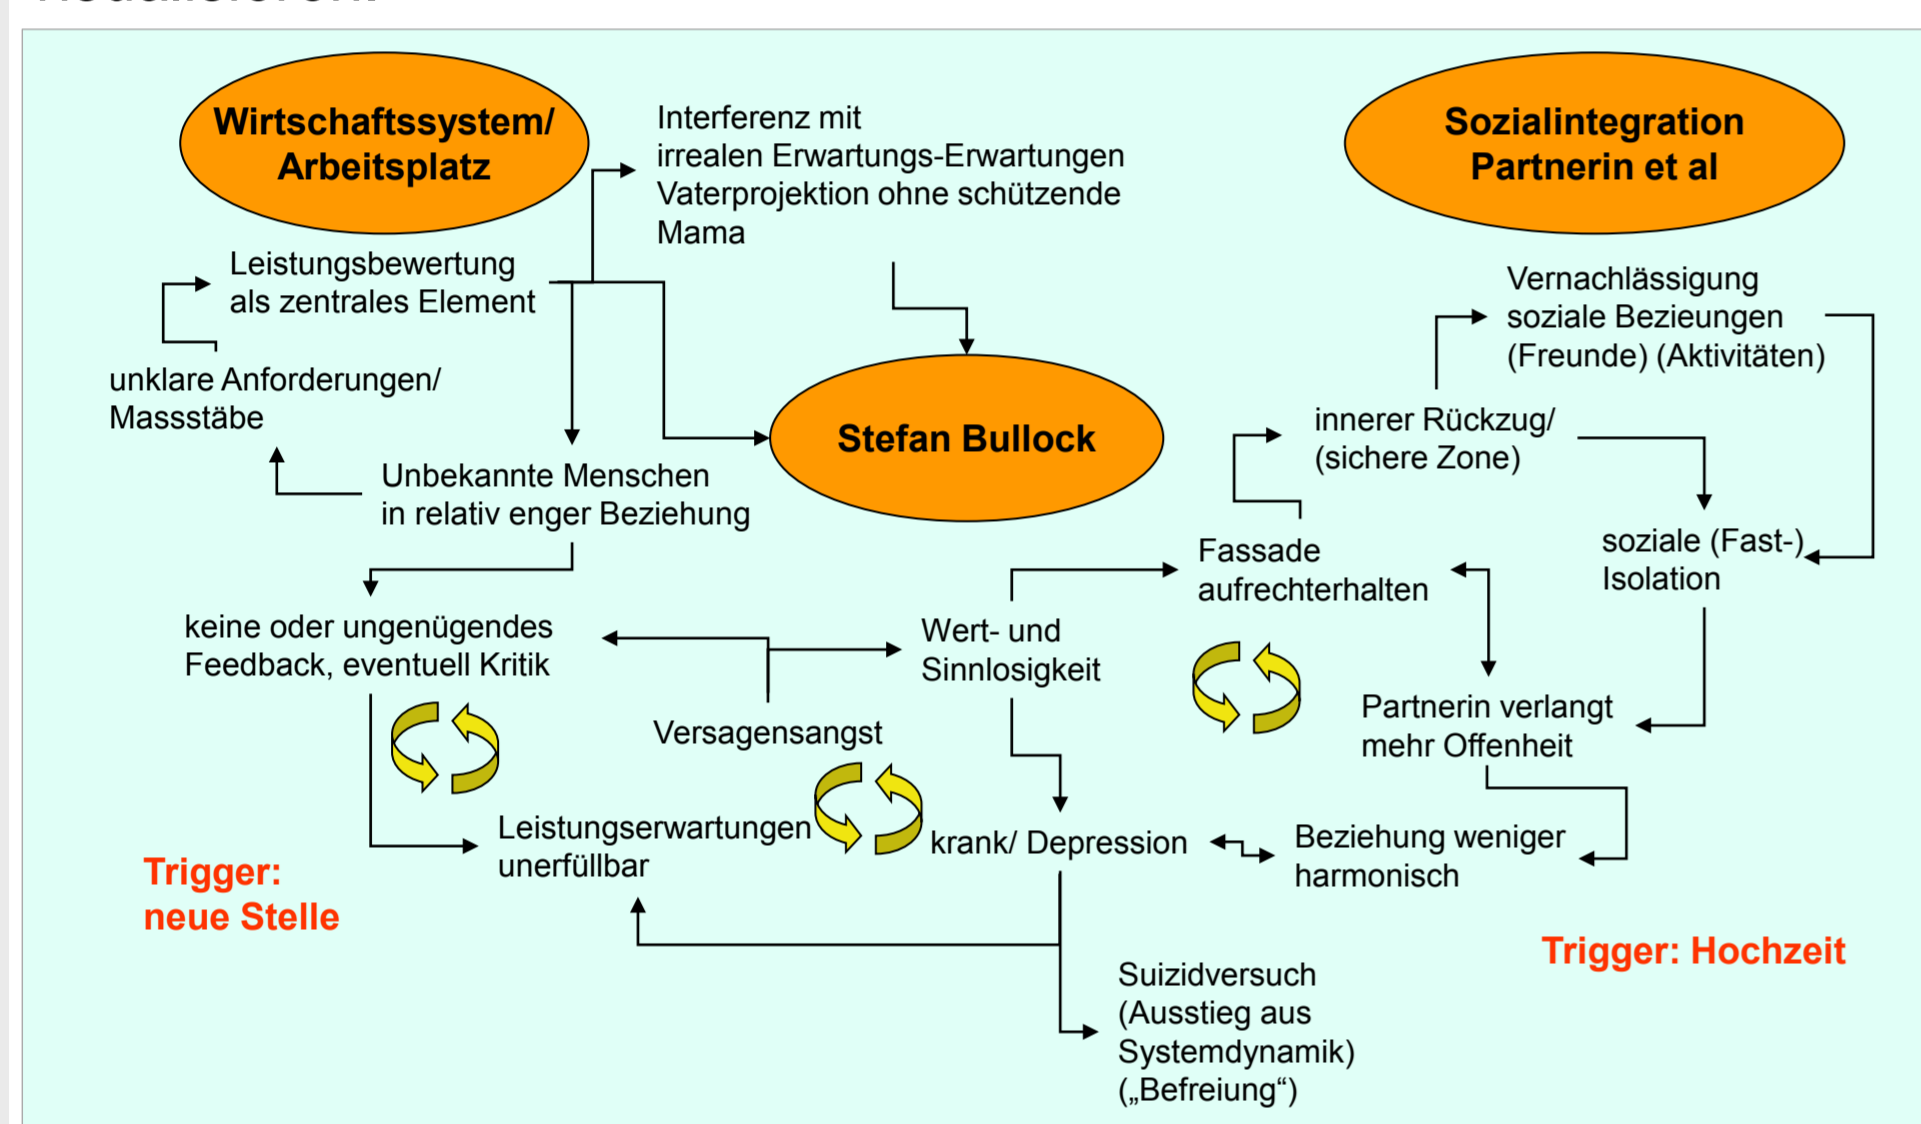 Wirtschaftssystem/
Arbeitsplatz
Interferenz mit
irrealen Erwartungs-Erwartungen
Vaterprojektion ohne schützende
Mama
Sozialintegration
Partnerin et al
Leistungsbewertung
als zentrales Element
Vernachlässigung
soziale Bezieungen
(Freunde) (Aktivitäten)
unklare Anforderungen/
Massstäbe
Stefan Bullock
innerer Rückzug/
(sichere Zone)
Unbekannte Menschen
in relativ enger Beziehung
Fassade
aufrechterhalten
soziale (Fast-)
Isolation
keine oder ungenügendes
Feedback, eventuell Kritik
Wert- und
Sinnlosigkeit
Versagensangst
Partnerin verlangt
mehr Offenheit
Leistungserwartungen
unerfüllbar
krank/ Depression
Beziehung weniger
harmonisch
Trigger:
neue Stelle
Trigger: Hochzeit
Suizidversuch
(Ausstieg aus
Systemdynamik)
(„Befreiung“)